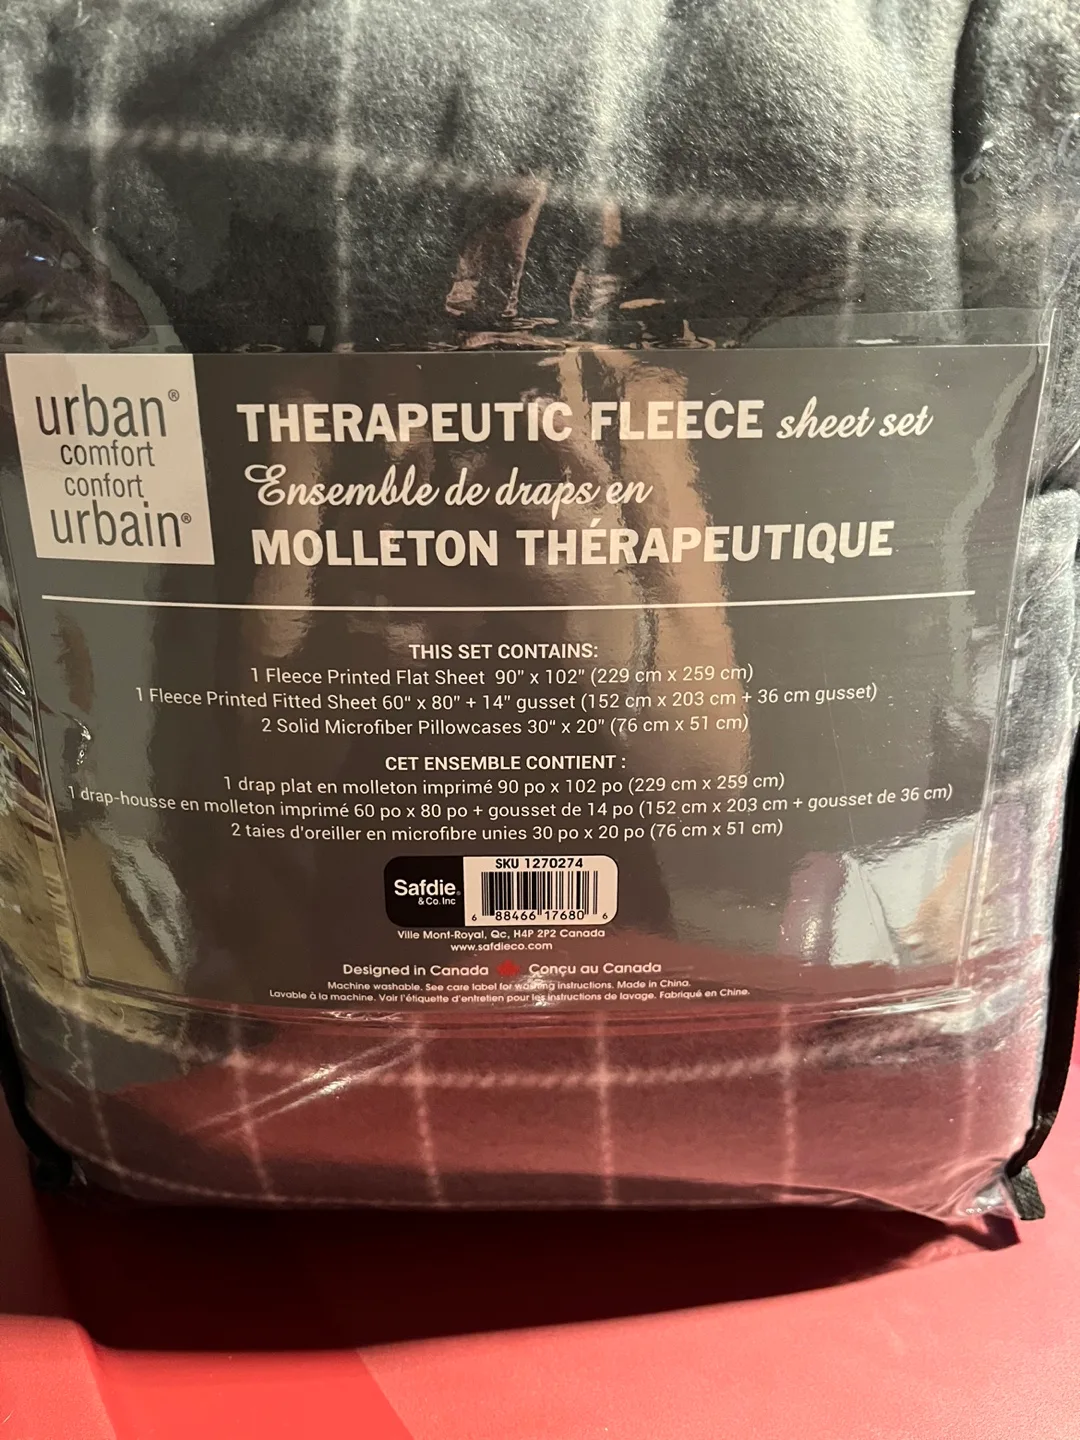 urban®
comfort
confort
urbain®
THERAPEUTIC FLEECE sheet set
Ensemble de draps en
MOLLETON THÉRAPEUTIQUE
THIS SET CONTAINS:
1 Fleece Printed Flat Sheet 90" x 102" (229 cm x 259 cm)
1 Fleece Printed Fitted Sheet 60" x 80" + 14" gusset (152 cm x 203 cm + 36 cm gusset)
2 Solid Microfiber Pillowcases 30" x 20" (76 cm x 51 cm)
CET ENSEMBLE CONTIENT :
1 drap plat en molleton imprimé 90 po x 102 po (229 cm x 259 cm)
1 drap-housse en molleton imprimé 60 po x 80 po + gousset de 14 po (152 cm x 203 cm + gousset de 36 cm)
2 taies d'oreiller en microfibre unies 30 po x 20 po (76 cm x 51 cm)
Safdie®
& Co. Inc
SKU 1270274
6 88466 17680 6
Ville Mont-Royal, Qc, H4P 2P2 Canada
www.safdieco.com
Designed in Canada Conçu au Canada
Machine washable. See care label for washing instructions. Made in China.
Lavable à la machine. Voir l'étiquette d'entretien pour les instructions de lavage. Fabriqué en Chine.